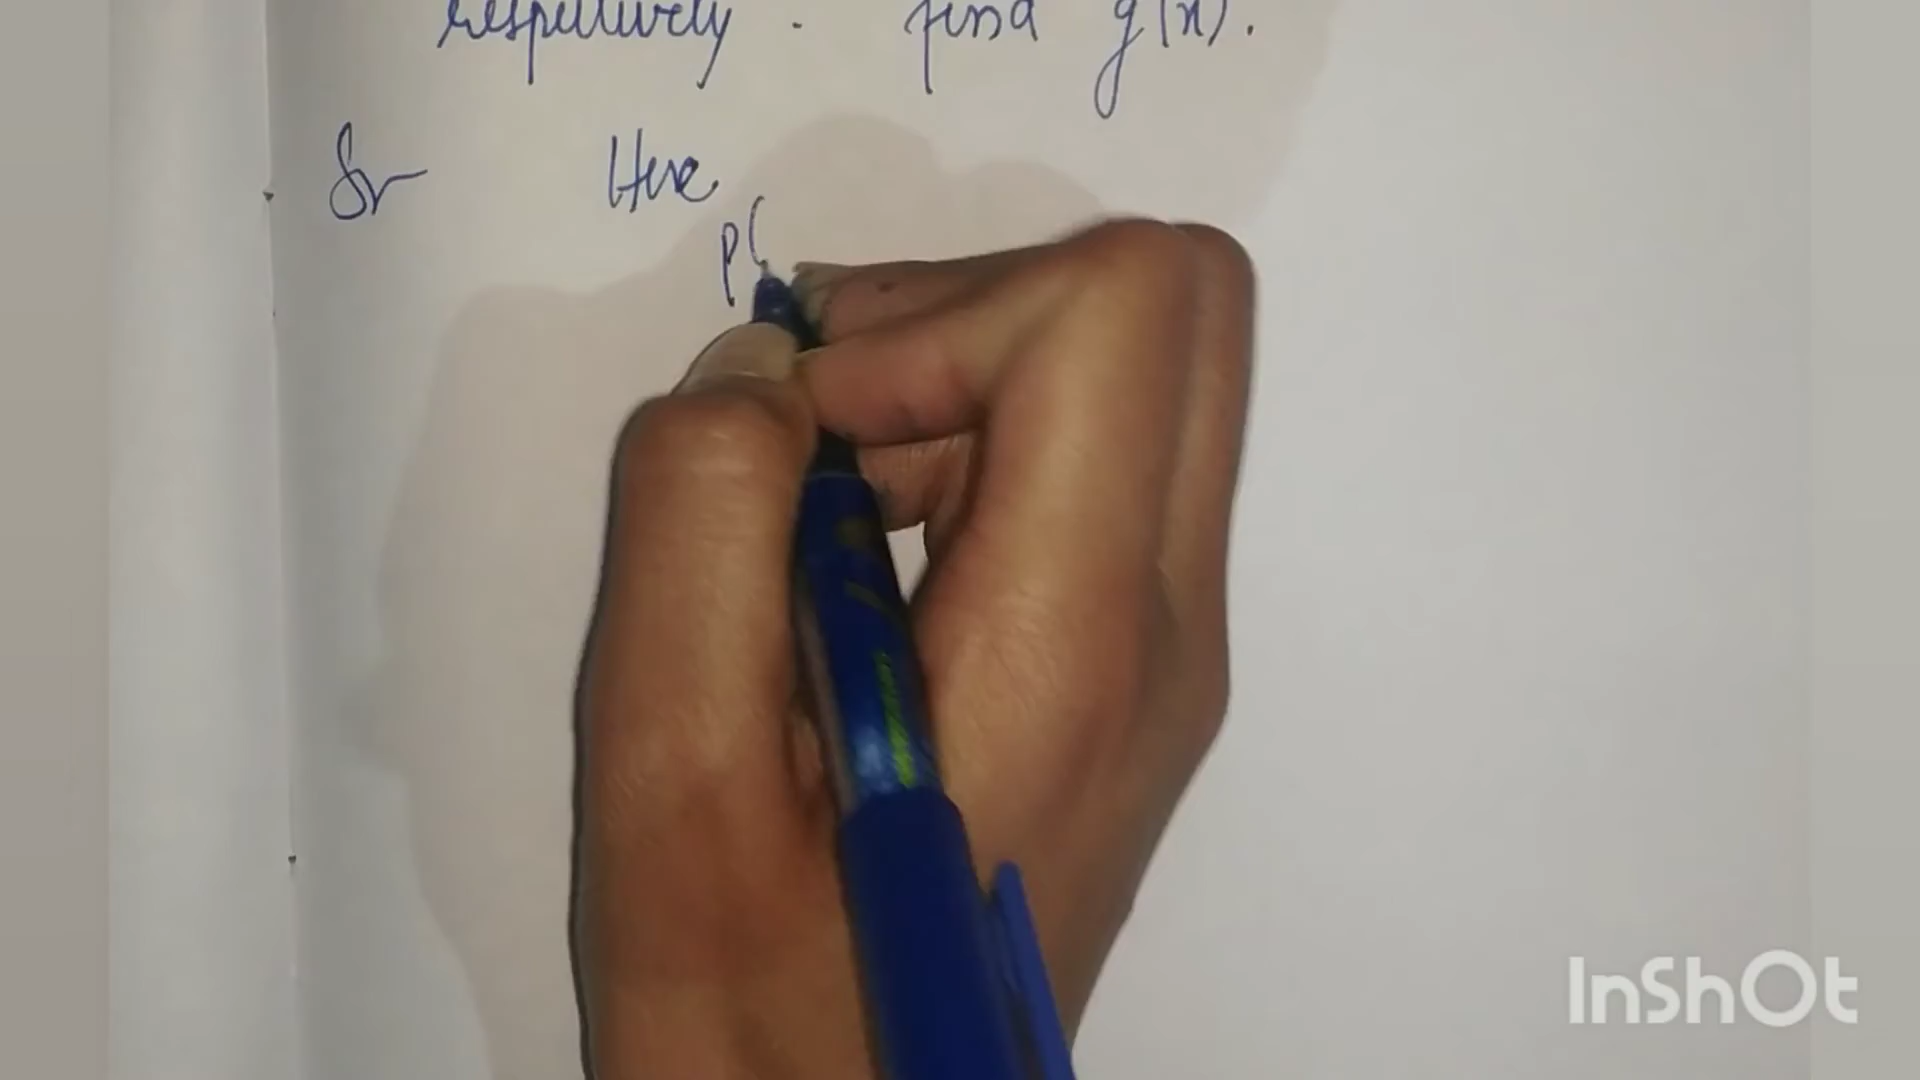 respectively . find g(x).
Sol Here
P(
InShOt